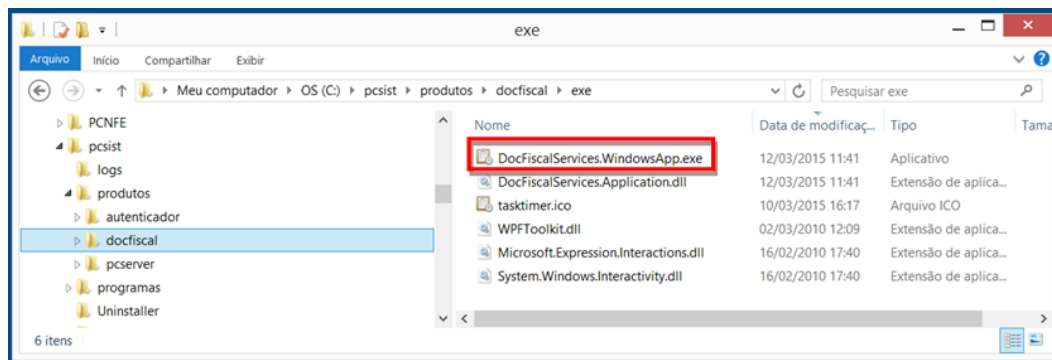 exe
Arquivo Início Compartilhar Exibir
Meu computador OS (C:) pcsist produtos docfiscal exe Pesquisar exe
PCNFE
pcsist
logs
produtos
autenticador
docfiscal
pcserver
programas
Uninstaller
Nome Data de modificaç... Tipo Tama
DocFiscalServices.WindowsApp.exe 12/03/2015 11:41 Aplicativo
DocFiscalServices.Application.dll 12/03/2015 11:41 Extensão de aplica...
tasktimer.ico 10/03/2015 16:17 Arquivo ICO
WPFToolkit.dll 02/03/2010 12:09 Extensão de aplica...
Microsoft.Expression.Interactions.dll 16/02/2010 17:40 Extensão de aplica...
System.Windows.Interactivity.dll 16/02/2010 17:40 Extensão de aplica...
6 itens